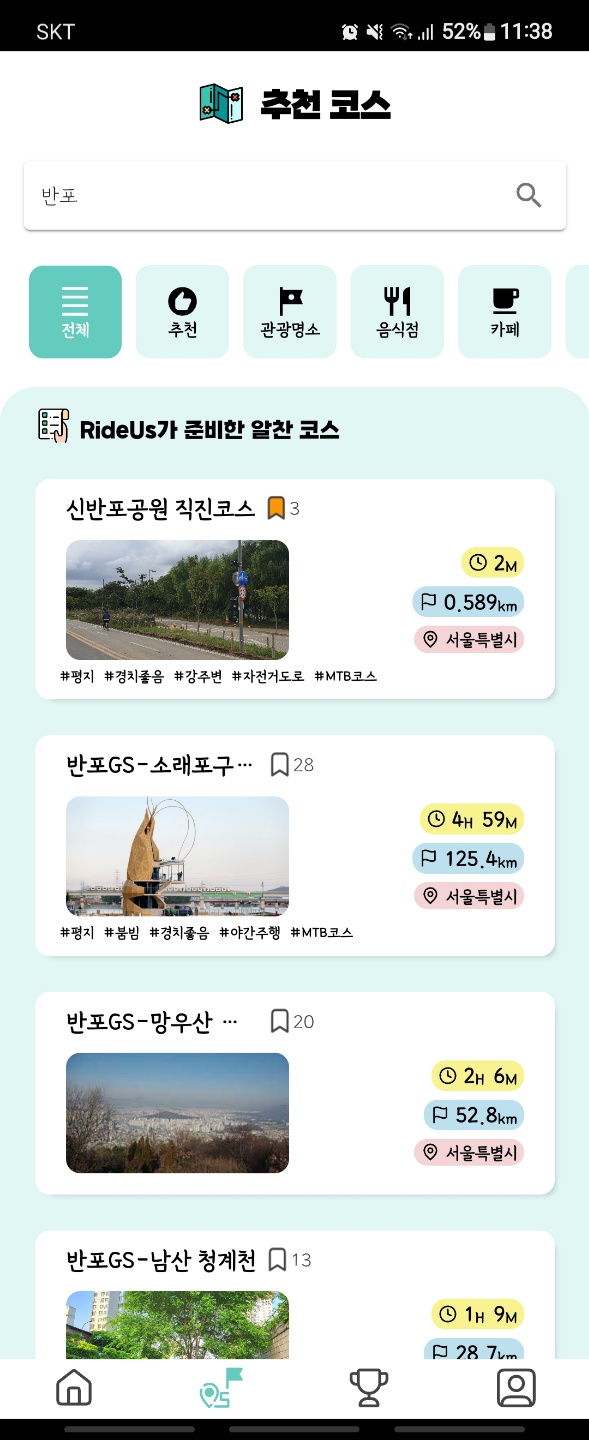 SKT 52% 11:38
추천 코스
반포
전체 추천 관광명소 음식점 카페
RideUs가 준비한 알찬 코스
신반포공원 직진코스 3
2M
0.589km
서울특별시
#평지 #경치좋음 #강주변 #자전거도로 #MTB코스
반포GS-소래포구… 28
4H 59M
125.4km
서울특별시
#평지 #붐빔 #경치좋음 #야간주행 #MTB코스
반포GS-망우산 … 20
2H 6M
52.8km
서울특별시
반포GS-남산 청계천 13
1H 9M
28.7km